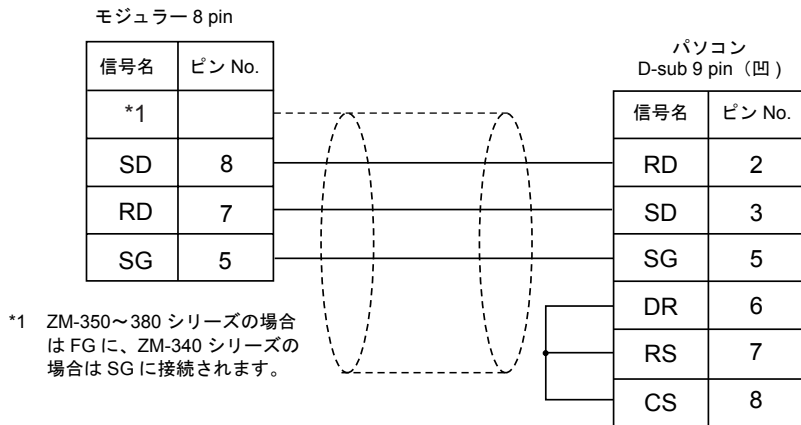 モジュラー 8 pin
信号名 ピン No.
*1
SD 8
RD 7
SG 5
*1 ZM-350～380 シリーズの場合
は FG に、ZM-340 シリーズの
場合は SG に接続されます。
パソコン
D-sub 9 pin（凹 )
信号名 ピン No.
RD 2
SD 3
SG 5
DR 6
RS 7
CS 8